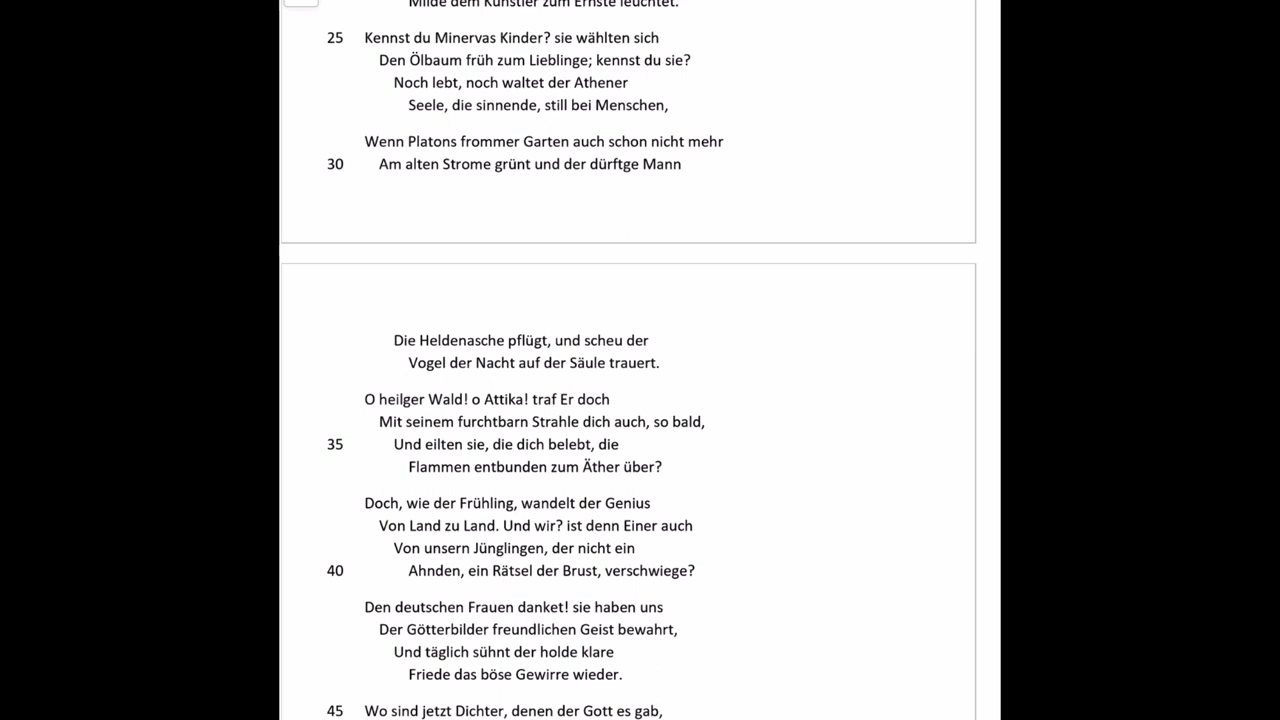 Milde dem Künstler zum Ernste leuchtet.
25 Kennst du Minervas Kinder? sie wählten sich
Den Ölbaum früh zum Lieblinge; kennst du sie?
Noch lebt, noch waltet der Athener
Seele, die sinnende, still bei Menschen,
Wenn Platons frommer Garten auch schon nicht mehr
30 Am alten Strome grünt und der dürftge Mann
Die Heldenasche pflügt, und scheu der
Vogel der Nacht auf der Säule trauert.
O heilger Wald! o Attika! traf Er doch
Mit seinem furchtbarn Strahle dich auch, so bald,
35 Und eilten sie, die dich belebt, die
Flammen entbunden zum Äther über?
Doch, wie der Frühling, wandelt der Genius
Von Land zu Land. Und wir? ist denn Einer auch
Von unsern Jünglingen, der nicht ein
40 Ahnden, ein Rätsel der Brust, verschwiege?
Den deutschen Frauen danket! sie haben uns
Der Götterbilder freundlichen Geist bewahrt,
Und täglich sühnt der holde klare
Friede das böse Gewirre wieder.
45 Wo sind jetzt Dichter, denen der Gott es gab,